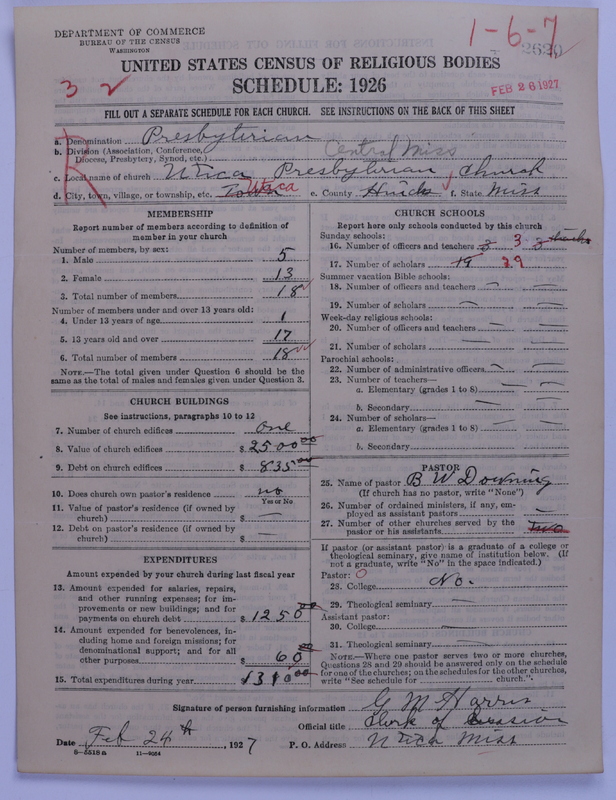 DEPARTMENT OF COMMERCE
BUREAU OF THE CENSUS
WASHINGTON
1-6-7
2620
UNITED STATES CENSUS OF RELIGIOUS BODIES
SCHEDULE: 1926
3 2
FEB 26 1927
FILL OUT A SEPARATE SCHEDULE FOR EACH CHURCH. SEE INSTRUCTIONS ON THE BACK OF THIS SHEET
R
a. Denomination Presbyterian
b. Division (Association, Conference, Diocese, Presbytery, Synod, etc.) Central Miss
c. Local name of church Utica Presbyterian Church
d. City, town, village, or township, etc. Town Utica e. County Hinds f. State Miss
MEMBERSHIP
Report number of members according to definition of
member in your church
Number of members, by sex:
1. Male 5
2. Female 13
3. Total number of members 18
Number of members under and over 13 years old:
4. Under 13 years of age 1
5. 13 years old and over 17
6. Total number of members 18
NOTE.—The total given under Question 6 should be
the same as the total of males and females given under Question 3.
CHURCH BUILDINGS
See instructions, paragraphs 10 to 12
7. Number of church edifices One
8. Value of church edifices $ 2500 00
9. Debt on church edifices $ 835 00
10. Does church own pastor's residence no
Yes or No
11. Value of pastor's residence (if owned by
church) $ —
12. Debt on pastor's residence (if owned by
church) $ —
EXPENDITURES
Amount expended by your church during last fiscal year
13. Amount expended for salaries, repairs,
and other running expense; for im-
provements or new buildings; and for
payments on church debt $ 1250
14. Amount expended for benevolences, in-
cluding home and foreign missions; for
denominational support; and for all
other purposes $ 60 00
15. Total expenditures during year $ 1310 00
CHURCH SCHOOLS
Report here only schools conducted by this church
Sunday schools:
16. Number of officers and teachers 3 3 3
17. Number of scholars 19 29
Summer vacation Bible schools:
18. Number of officers and teachers —
19. Number of scholars —
Week-day religious schools:
20. Number of officers and teachers —
21. Number of scholars —
Parochial schools:
22. Number of administrative officers —
23. Number of teachers—
a. Elementary (grades 1 to 8) —
b. Secondary —
24. Number of scholars—
a. Elementary (grades 1 to 8) —
b. Secondary
PASTOR
25. Name of pastor B W Downing
(If church has no pastor, write "None")
26. Number of ordained ministers, if any, em-
ployed as assistant pastors —
27. Number of other churches served by the
pastor or his assistants Two
If pastor (or assistant pastor) is a graduate of a college or
theological seminary, give name of institution below. (If
not a graduate, write "No" in the space indicated.)
Pastor: O
28. College No.
29. Theological seminary —
Assistant pastor:
30. College —
31. Theological seminary —
NOTE.—Where one pastor serves two or more churches,
Questions 28 and 29 should be answered only on the schedule
for one of the churches; on the schedules for the other churches,
write "See schedule for church."
Signature of person furnishing information G M Harris
Official title Clerk of Session
Date Feb 24th, 1927 P. O. Address Utica Miss
8-5518a 11-9064